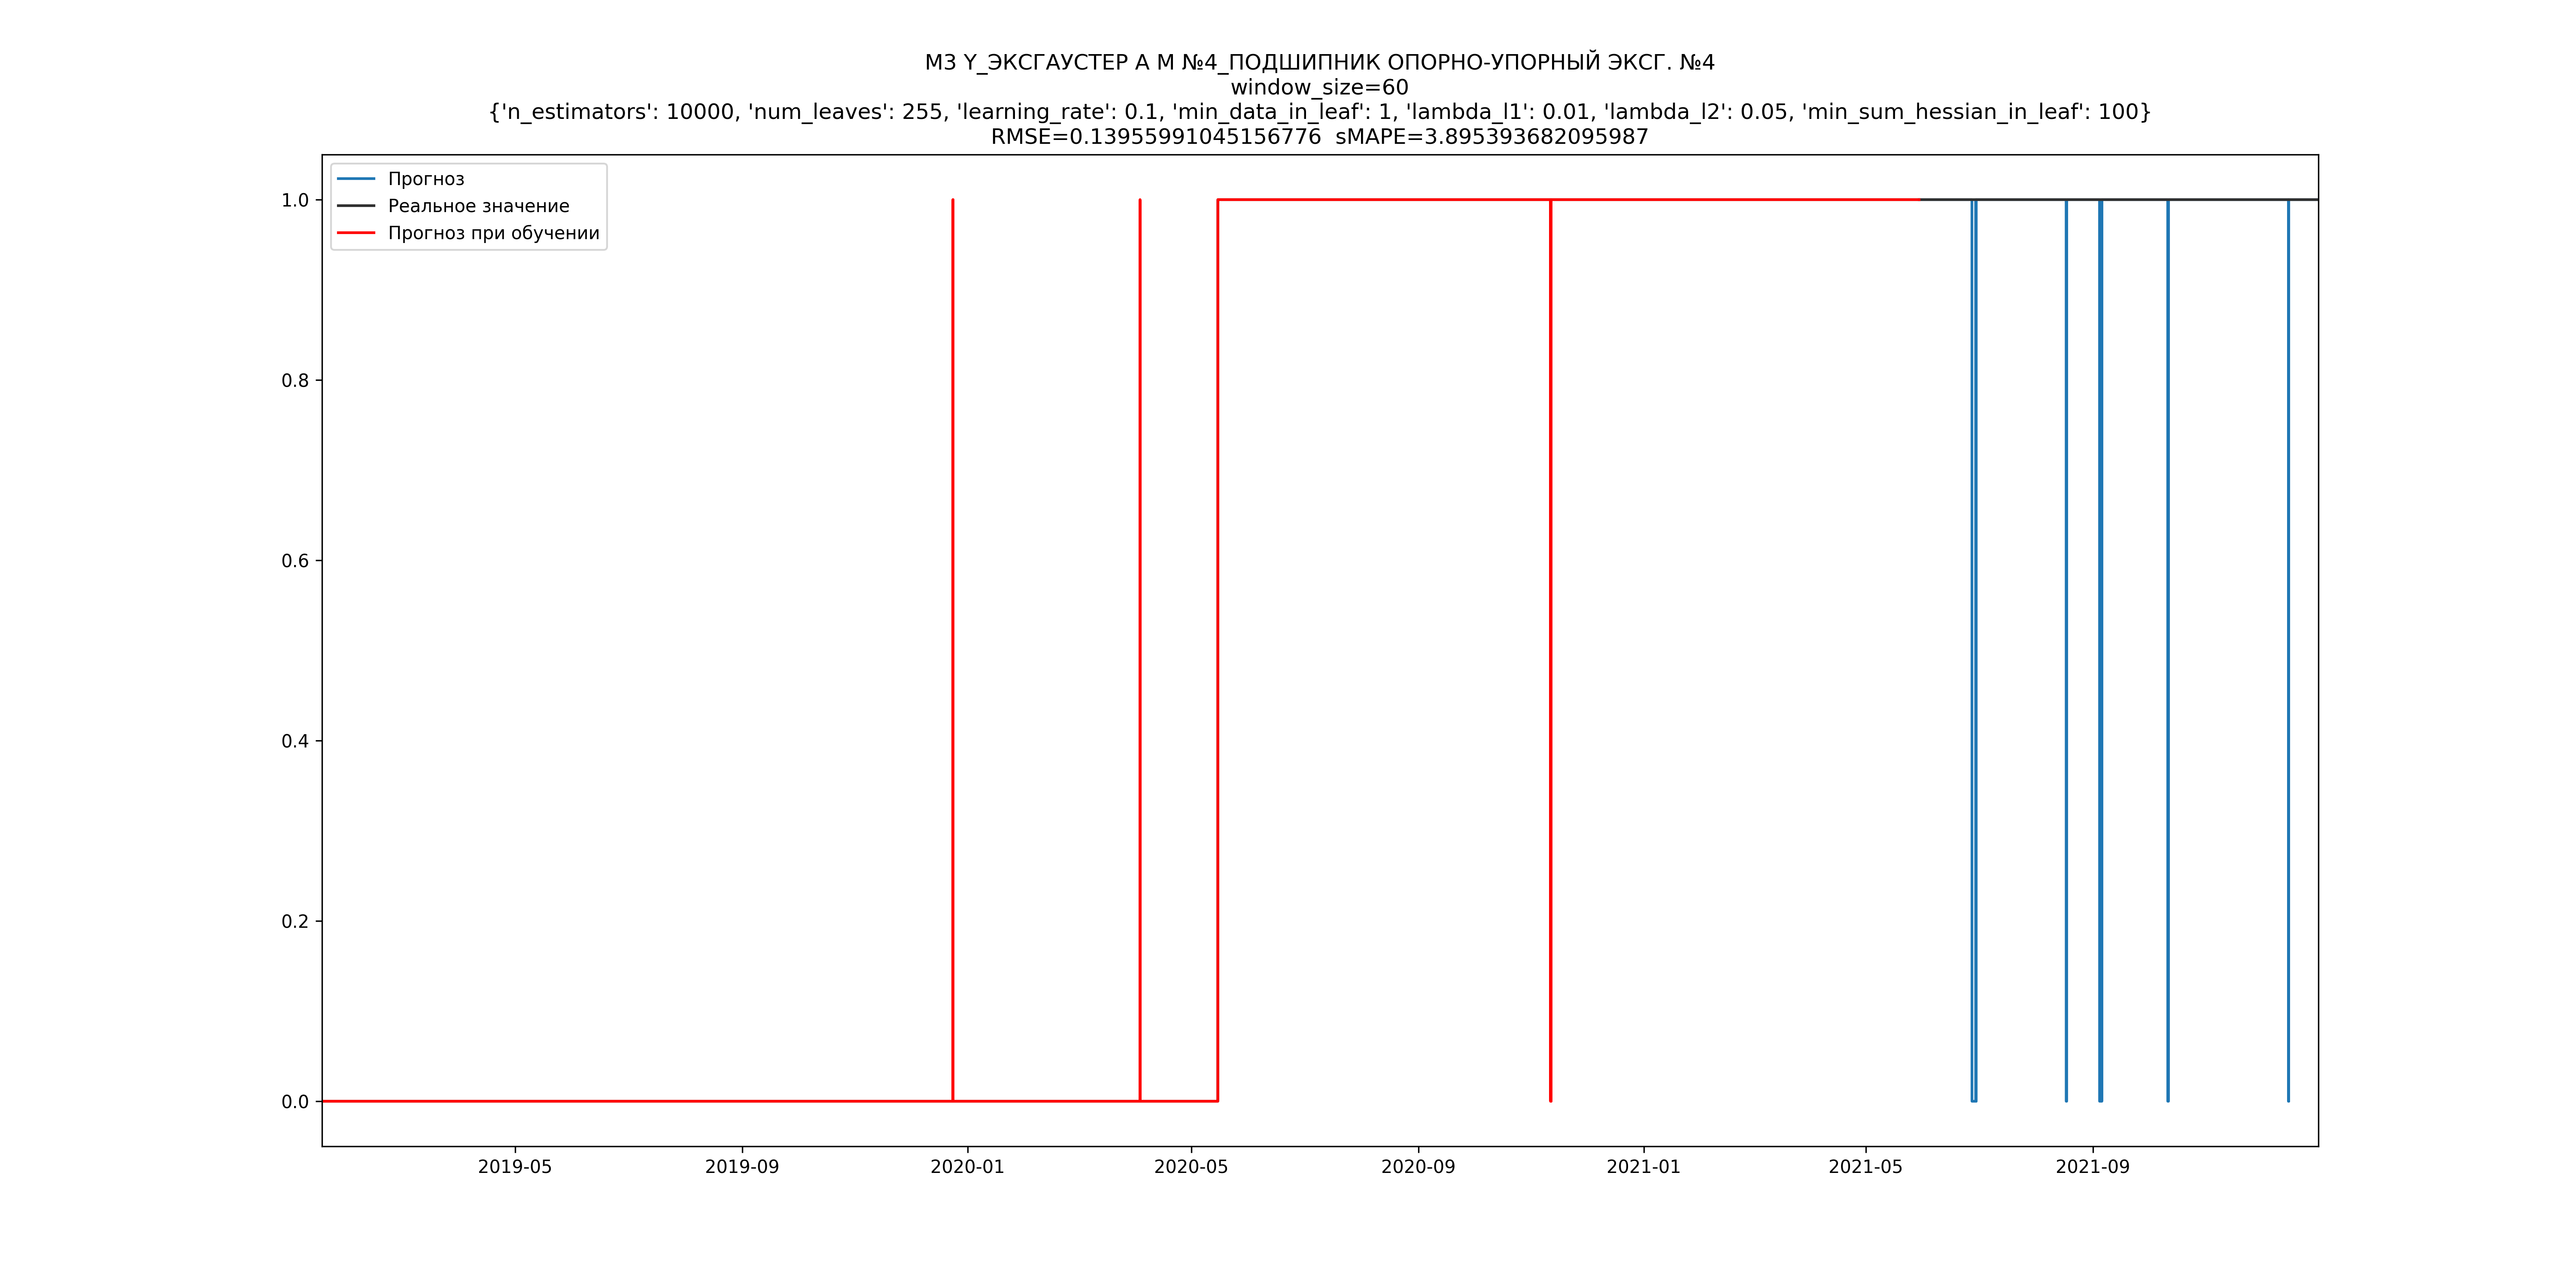 М3 Y_ЭКСГАУСТЕР А М №4_ПОДШИПНИК ОПОРНО-УПОРНЫЙ ЭКСГ. №4
window_size=60
{'n_estimators': 10000, 'num_leaves': 255, 'learning_rate': 0.1, 'min_data_in_leaf': 1, 'lambda_l1': 0.01, 'lambda_l2': 0.05, 'min_sum_hessian_in_leaf': 100}
RMSE=0.13955991045156776  sMAPE=3.895393682095987
Прогноз
Реальное значение
Прогноз при обучении
1.0
0.8
0.6
0.4
0.2
0.0
2019-05
2019-09
2020-01
2020-05
2020-09
2021-01
2021-05
2021-09